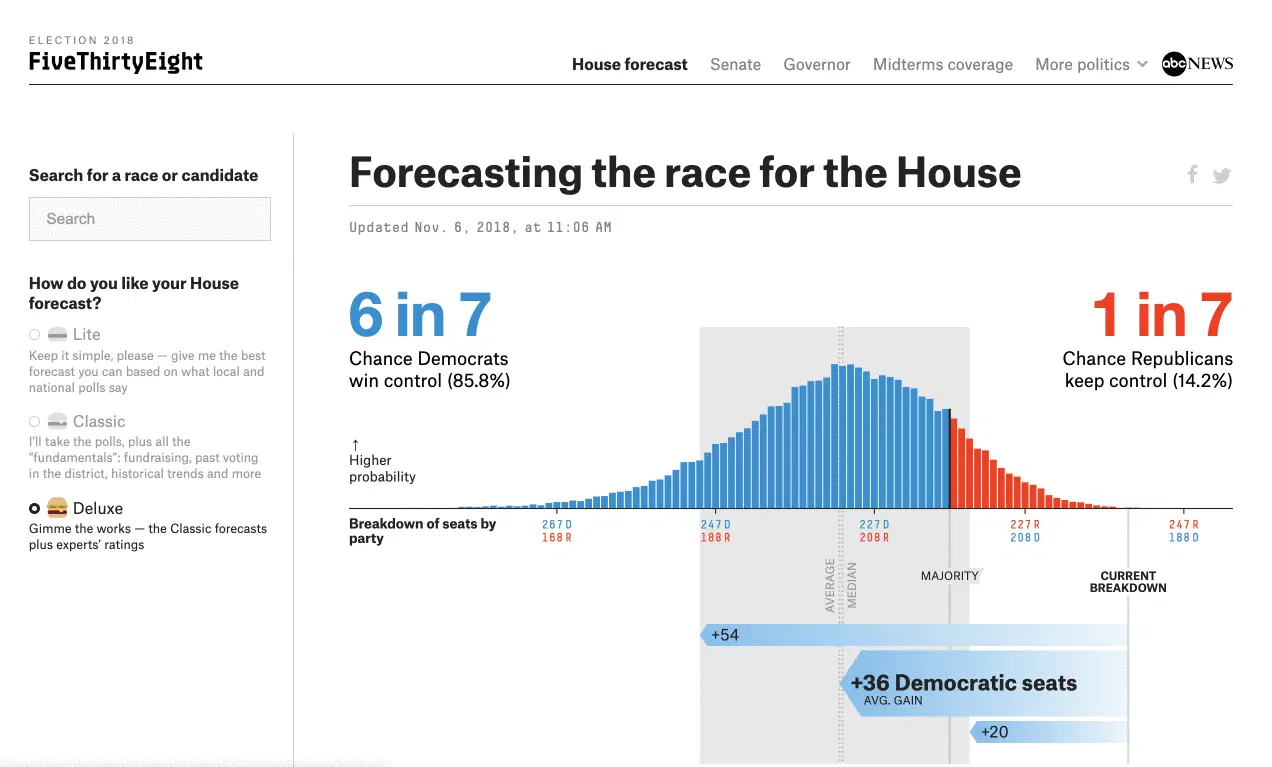 ELECTION 2018
FiveThirtyEight
House forecast
Senate
Governor
Midterms coverage
More politics
abc NEWS
Search for a race or candidate
Search
How do you like your House
forecast?
Lite
Keep it simple, please — give me the best
forecast you can based on what local and
national polls say
Classic
I'll take the polls, plus all the
“fundamentals”: fundraising, past voting
in the district, historical trends and more
Deluxe
Gimme the works — the Classic forecasts
plus experts’ ratings
Forecasting the race for the House
Updated Nov. 6, 2018, at 11:06 AM
6 in 7
Chance Democrats
win control (85.8%)
1 in 7
Chance Republicans
keep control (14.2%)
↑
Higher
probability
Breakdown of seats by
party
267 D
168 R
247 D
188 R
227 D
208 R
227 R
208 D
247 R
188 D
AVERAGE
MEDIAN
MAJORITY
CURRENT
BREAKDOWN
+54
+36 Democratic seats
AVG. GAIN
+20